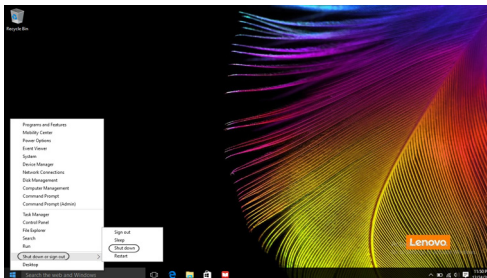 Recycle Bin
Programs and Features
Mobility Center
Power Options
Event Viewer
System
Device Manager
Network Connections
Disk Management
Computer Management
Command Prompt
Command Prompt (Admin)
Task Manager
Control Panel
File Explorer
Search
Run
Shut down or sign out
Desktop
Sign out
Sleep
Shut down
Restart
Lenovo
Search the web and Windows